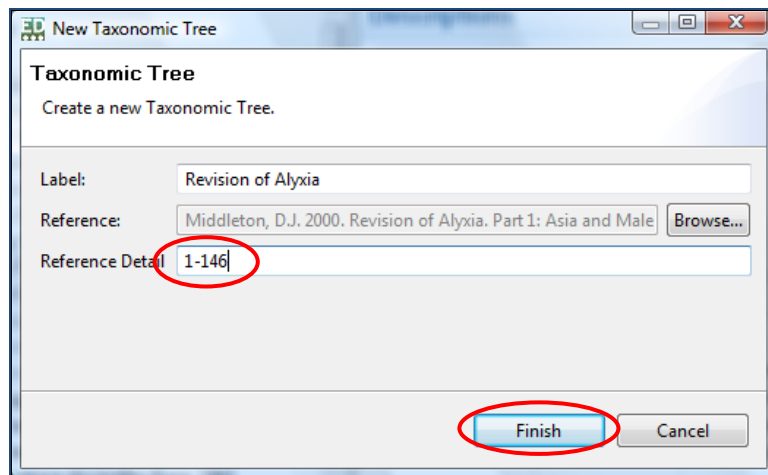 New Taxonomic Tree
Taxonomic Tree
Create a new Taxonomic Tree.
Label: Revision of Alyxia
Reference: Middleton, D.J. 2000. Revision of Alyxia. Part 1: Asia and Male Browse...
Reference Detail 1-146
Finish Cancel